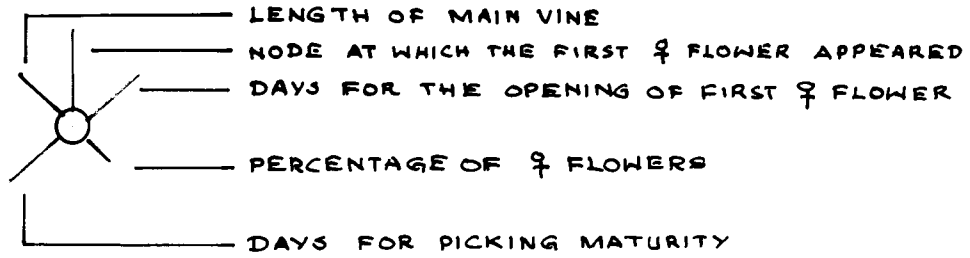 LENGTH OF MAIN VINE
NODE AT WHICH THE FIRST ♀ FLOWER APPEARED
DAYS FOR THE OPENING OF FIRST ♀ FLOWER
PERCENTAGE OF ♀ FLOWERS
DAYS FOR PICKING MATURITY